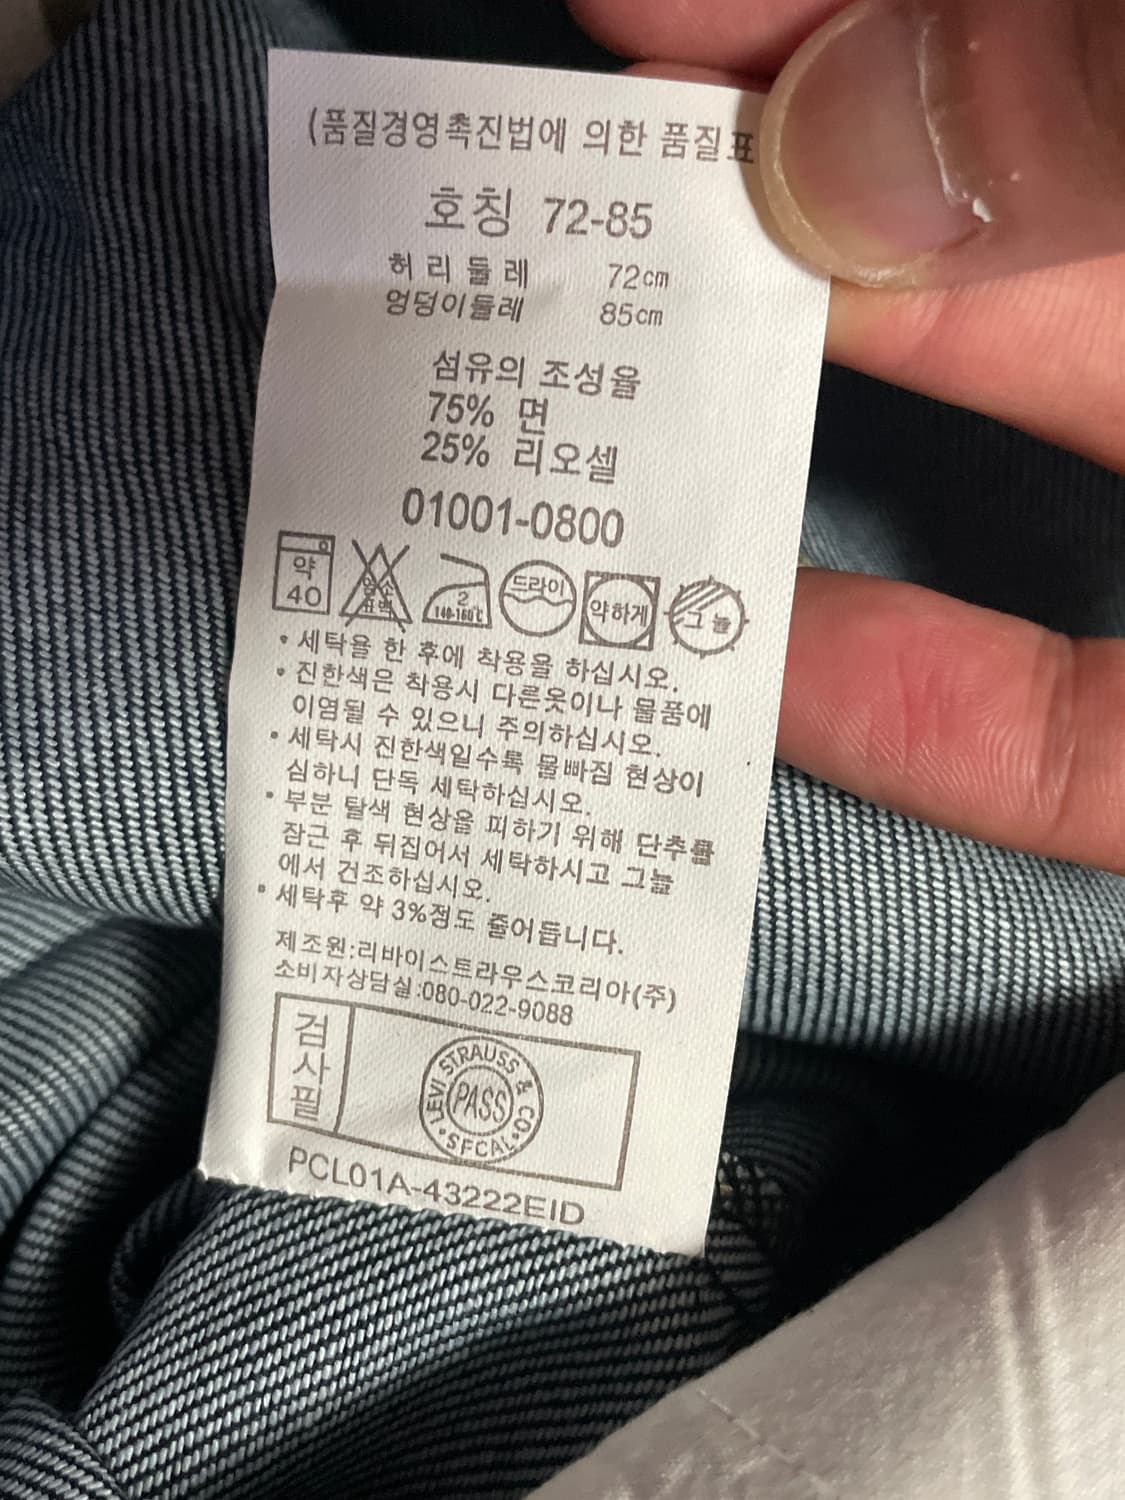 (품질경영촉진법에 의한 품질표
호칭 72-85
허리둘레 72cm
엉덩이둘레 85cm
섬유의 조성율
75% 면
25% 리오셀
01001-0800
약 40
염소 표백
2 140-160℃
드라이
약하게
그늘
• 세탁을 한 후에 착용을 하십시오.
• 진한색은 착용시 다른옷이나 물품에
이염될 수 있으니 주의하십시오.
• 세탁시 진한색일수록 물빠짐 현상이
심하니 단독 세탁하십시오.
• 부분 탈색 현상을 피하기 위해 단추를
잠근 후 뒤집어서 세탁하시고 그늘
에서 건조하십시오.
• 세탁후 약 3%정도 줄어듭니다.
제조원:리바이스트라우스코리아(주)
소비자상담실:080-022-9088
검사필
LEVI STRAUSS & CO.
PASS
SFCAL
PCL01A-43222EID